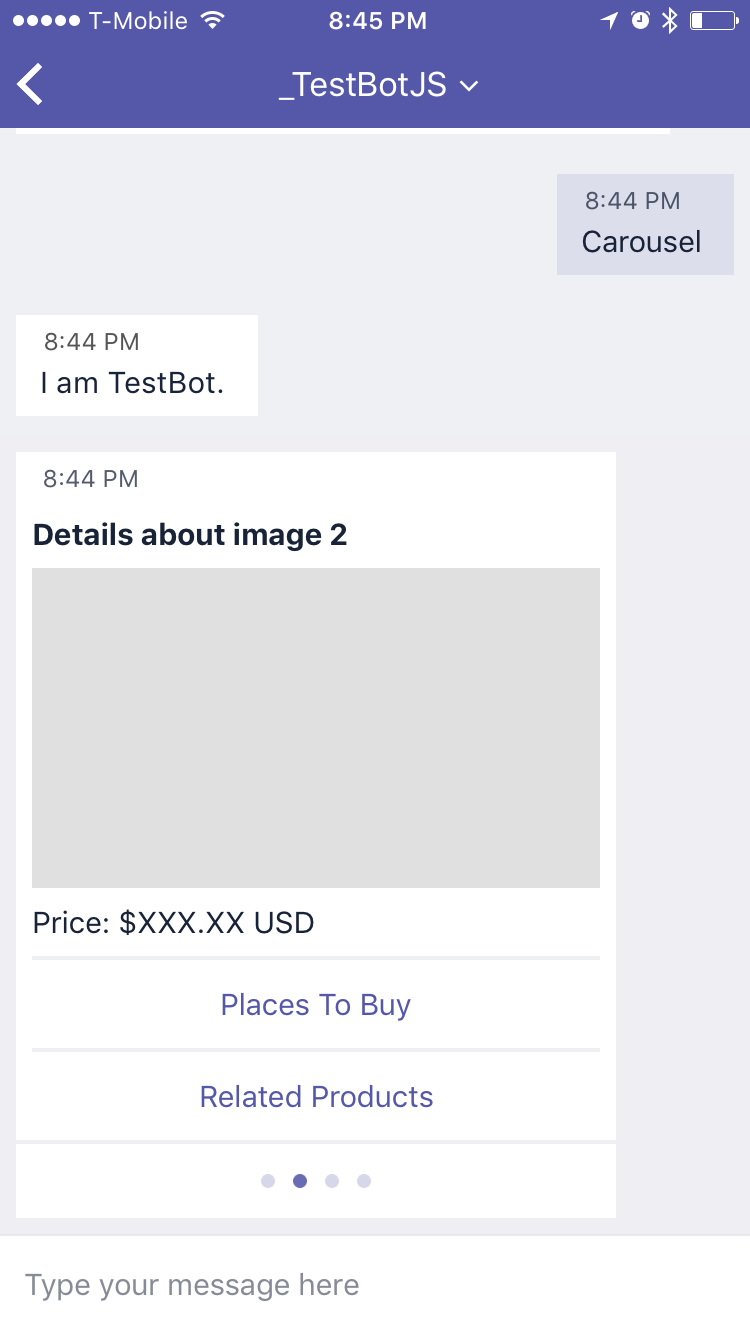 T-Mobile 8:45 PM
_TestBotJS
8:44 PM
Carousel
8:44 PM
I am TestBot.
8:44 PM
Details about image 2
Price: $XXX.XX USD
Places To Buy
Related Products
Type your message here